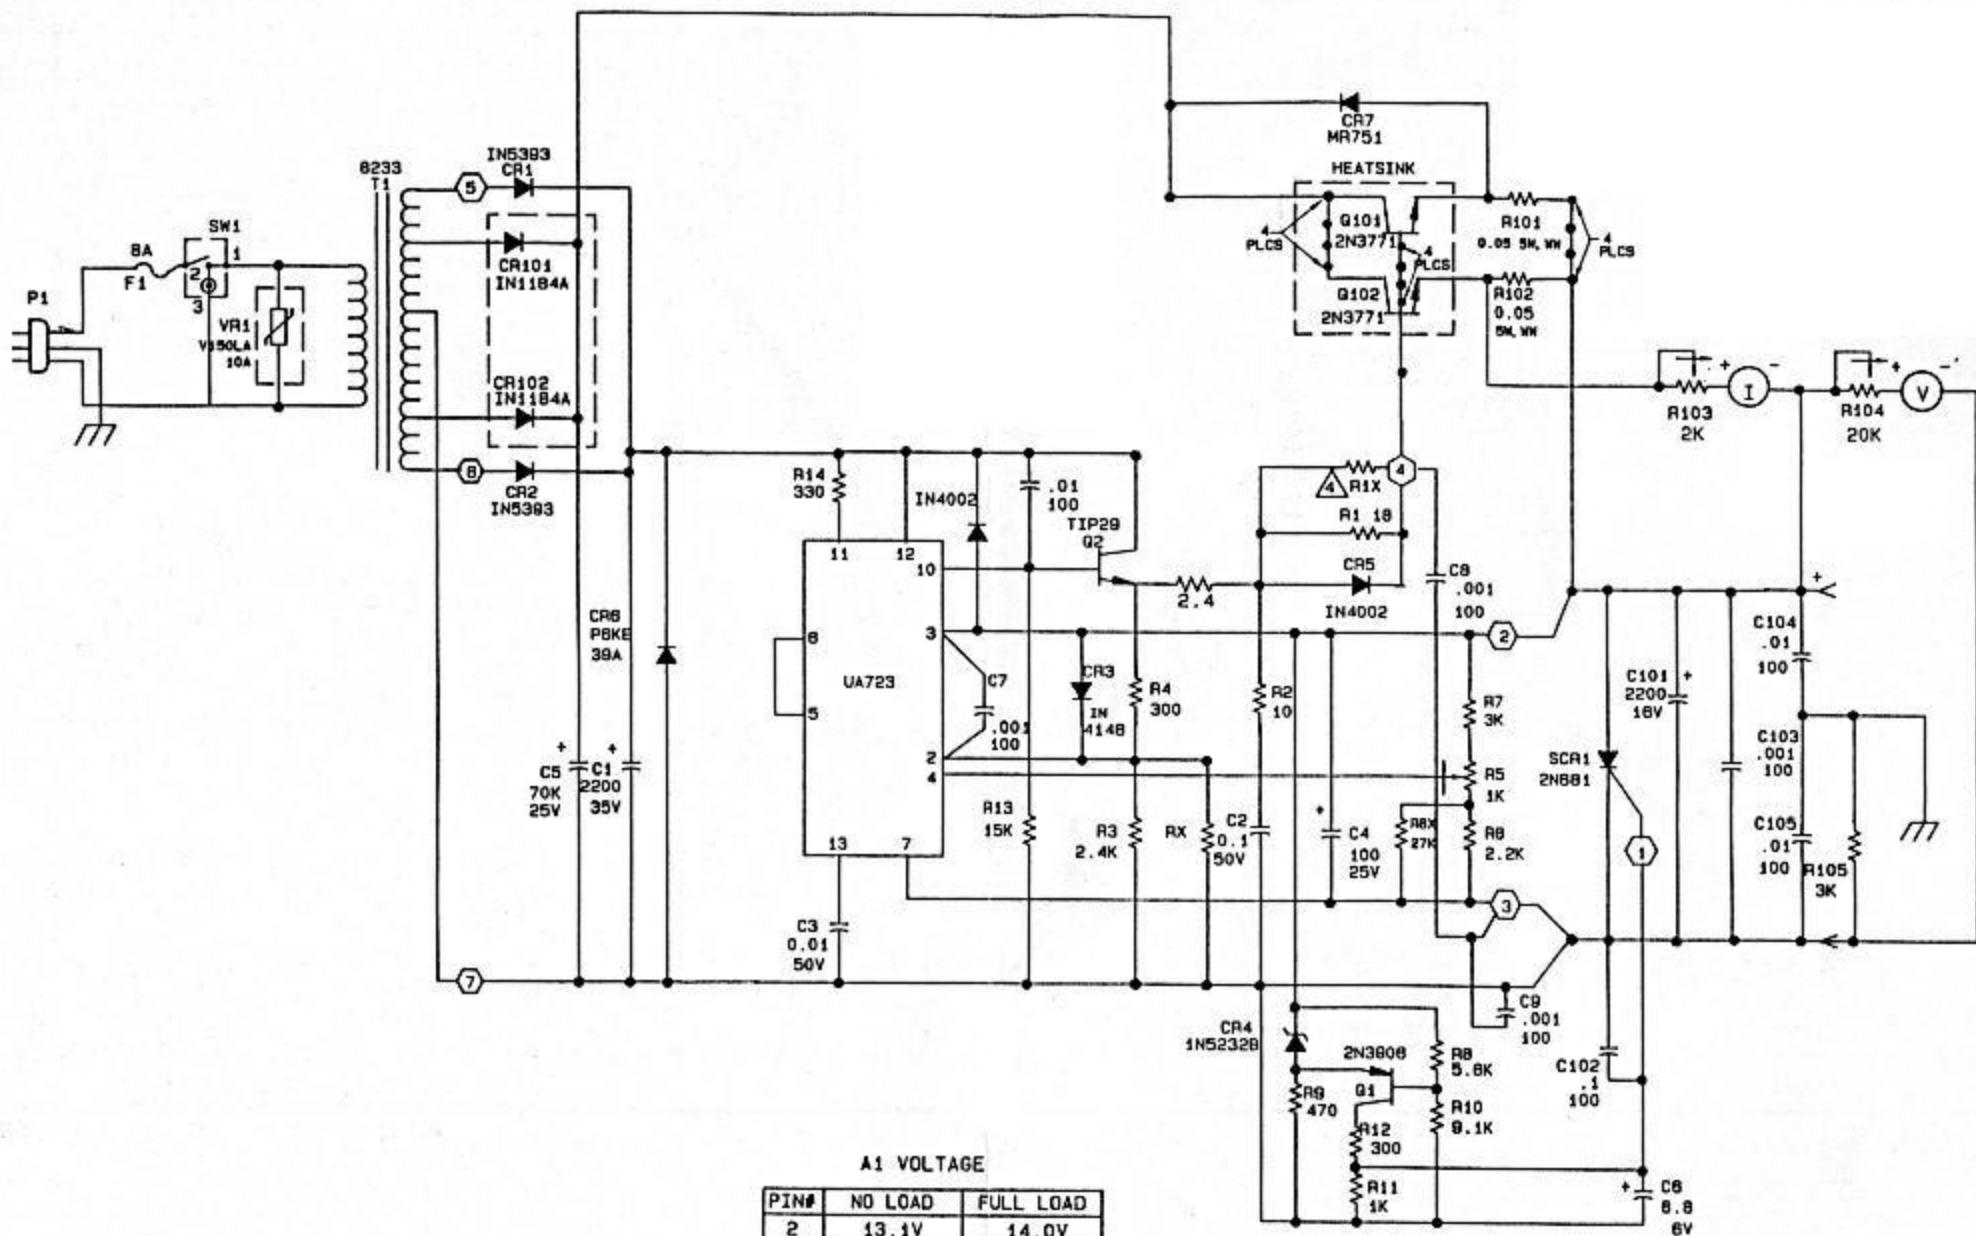 CR7
MR751
HEATSINK
IN5393
CR1
8233
T1
5
SW1
8A
F1
1
2
3
P1
VR1
V150LA
10A
CR101
IN1184A
CR102
IN1184A
8
CR2
IN5393
Q101
2N3771
4
PLCS
4
PLCS
Q102
2N3771
R101
0.05 5W, WW
R102
0.05
5W, WW
4
PLCS
+
-
I
R103
2K
+
-
V
R104
20K
R14
330
IN4002
.01
100
TIP29
Q2
4
R1X
4
R1 18
CR5
IN4002
2.4
C8
.001
100
11
12
10
3
6
5
UA723
2
4
13
7
CR6
P6KE
39A
C7
.001
100
CR3
IN
4148
R4
300
R2
10
2
R7
3K
R5
1K
R6X
27K
R6
2.2K
+
C5
70K
25V
+
C1
2200
35V
R13
15K
R3
2.4K
RX
C2
0.1
50V
+
C4
100
25V
3
C3
0.01
50V
7
C101
2200
16V
+
SCR1
2N681
1
+
C104
.01
100
C103
.001
100
C105
.01
100
R105
3K
C9
.001
100
CR4
1N5232B
2N3906
Q1
R9
470
R8
5.6K
R10
9.1K
R12
300
R11
1K
C102
.1
100
+
C6
6.8
6V
A1 VOLTAGE
PIN# NO LOAD FULL LOAD
2 13.1V 14.0V